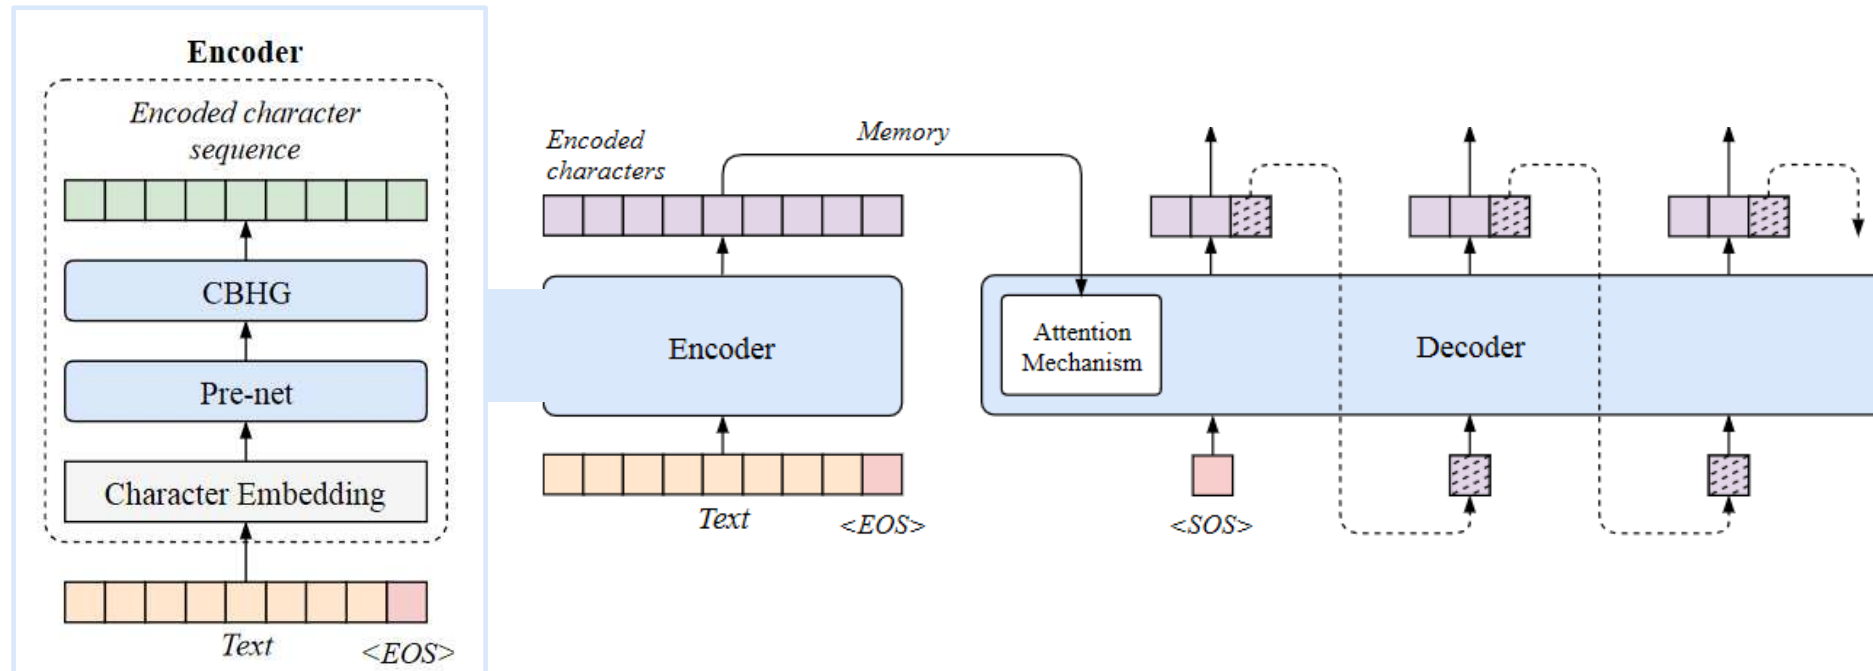 Encoder
Encoded character
sequence
CBHG
Pre-net
Character Embedding
Text
<EOS>
Encoded
characters
Memory
Encoder
Text
<EOS>
Attention
Mechanism
Decoder
<SOS>